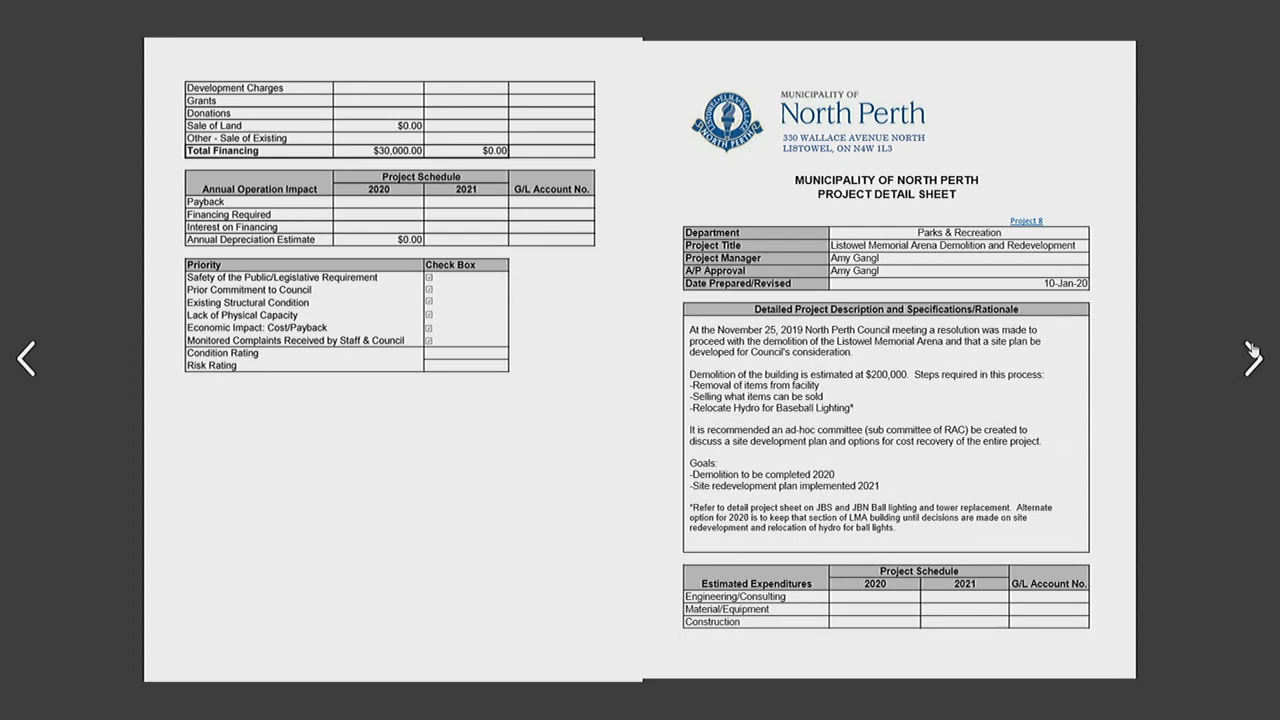 Development Charges
Grants
Donations
Sale of Land $0.00
Other - Sale of Existing
Total Financing $30,000.00 $0.00
Project Schedule
Annual Operation Impact 2020 2021 G/L Account No.
Payback
Financing Required
Interest on Financing
Annual Depreciation Estimate $0.00
Priority Check Box
Safety of the Public/Legislative Requirement ☑
Prior Commitment to Council ☑
Existing Structural Condition ☑
Lack of Physical Capacity ☑
Economic Impact: Cost/Payback ☑
Monitored Complaints Received by Staff & Council ☑
Condition Rating
Risk Rating
LISTOWEL ELMA WALLACE
NORTH PERTH
MUNICIPALITY OF
North Perth
330 WALLACE AVENUE NORTH
LISTOWEL, ON N4W 1L3
MUNICIPALITY OF NORTH PERTH
PROJECT DETAIL SHEET
Project 8
Department Parks & Recreation
Project Title Listowel Memorial Arena Demolition and Redevelopment
Project Manager Amy Gangl
A/P Approval Amy Gangl
Date Prepared/Revised 10-Jan-20
Detailed Project Description and Specifications/Rationale
At the November 25, 2019 North Perth Council meeting a resolution was made to
proceed with the demolition of the Listowel Memorial Arena and that a site plan be
developed for Council's consideration.
Demolition of the building is estimated at $200,000. Steps required in this process:
-Removal of items from facility
-Selling what items can be sold
-Relocate Hydro for Baseball Lighting*
It is recommended an ad-hoc committee (sub committee of RAC) be created to
discuss a site development plan and options for cost recovery of the entire project.
Goals:
-Demolition to be completed 2020
-Site redevelopment plan implemented 2021
*Refer to detail project sheet on JBS and JBN Ball lighting and tower replacement. Alternate
option for 2020 is to keep that section of LMA building until decisions are made on site
redevelopment and relocation of hydro for ball lights.
Project Schedule
Estimated Expenditures 2020 2021 G/L Account No.
Engineering/Consulting
Material/Equipment
Construction